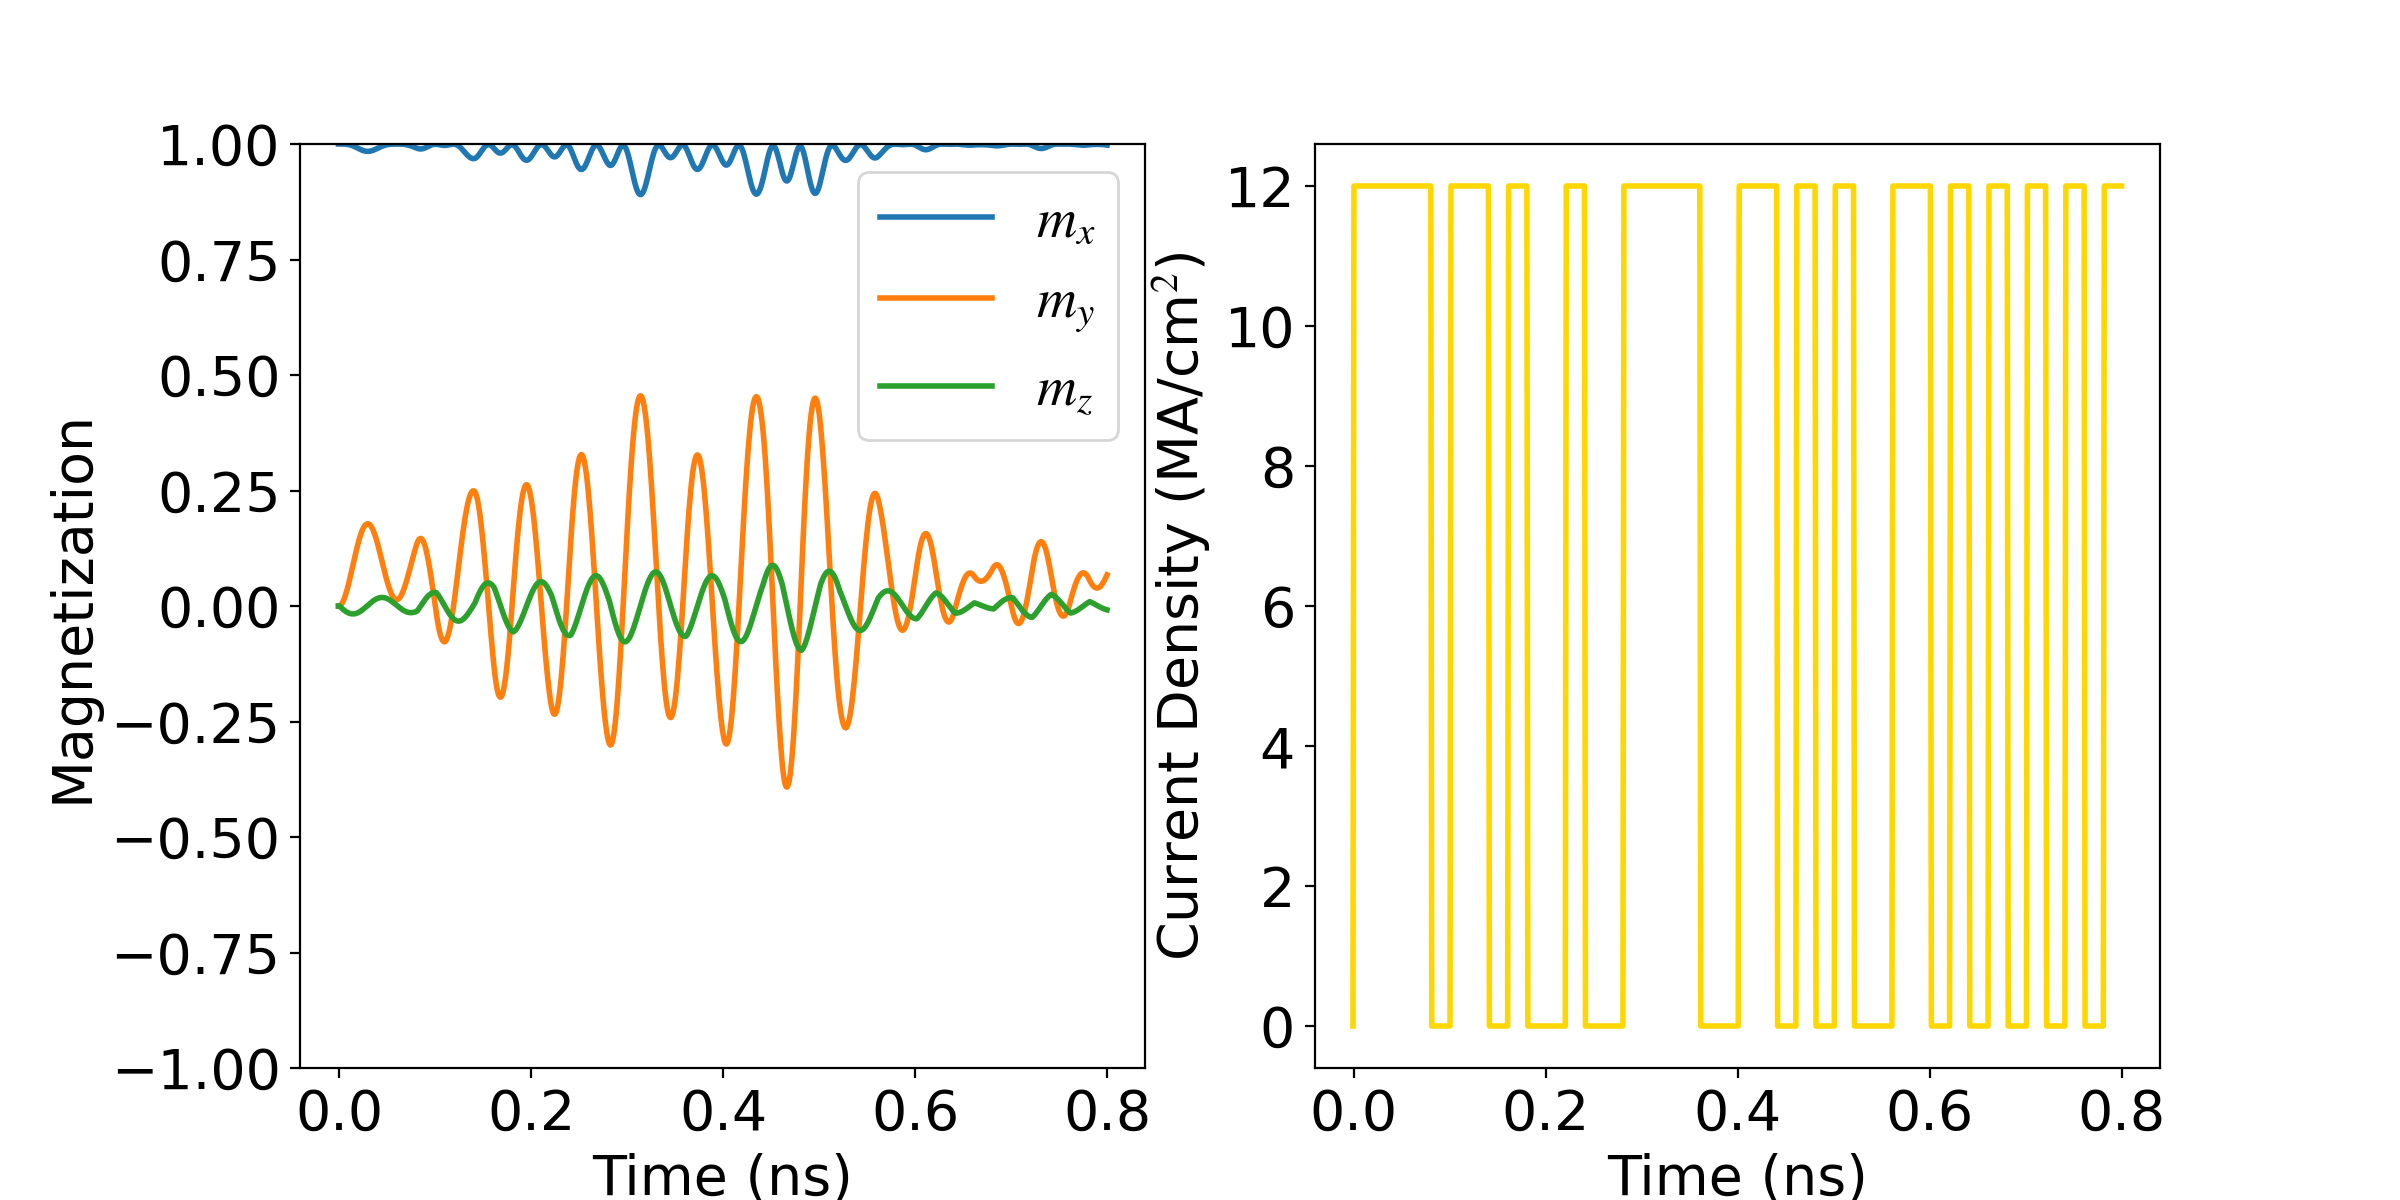 1.00
0.75
0.50
0.25
0.00
−0.25
−0.50
−0.75
−1.00
Magnetization
0.0 0.2 0.4 0.6 0.8
Time (ns)
m_x
m_y
m_z
12
10
8
6
4
2
0
Current Density (MA/cm²)
0.0 0.2 0.4 0.6 0.8
Time (ns)